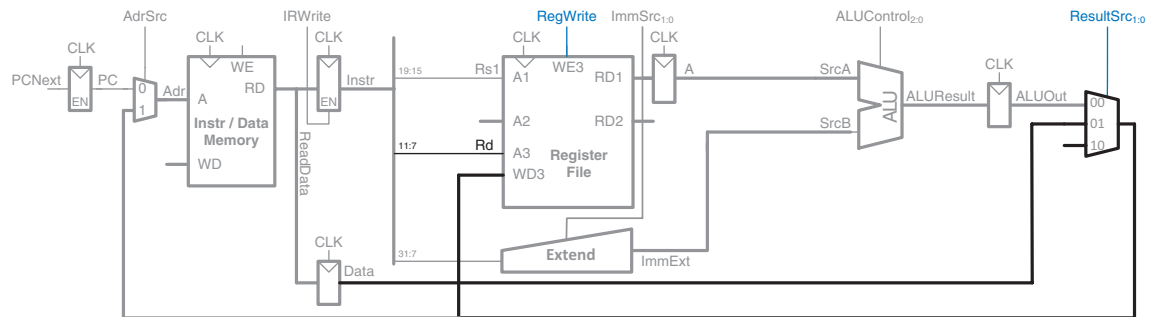 AdrSrc
IRWrite
RegWrite
ImmSrc1:0
ALUControl2:0
ResultSrc1:0
CLK
CLK
CLK
CLK
CLK
CLK
PCNext
EN
PC
0
1
Adr
A
WE
RD
Instr / Data
Memory
WD
EN
Instr
ReadData
19:15
Rs1
A1
WE3
RD1
A
SrcA
A2
RD2
SrcB
ALU
ALUResult
ALUOut
00
01
10
11:7
Rd
A3
WD3
Register
File
31:7
Extend
ImmExt
CLK
Data